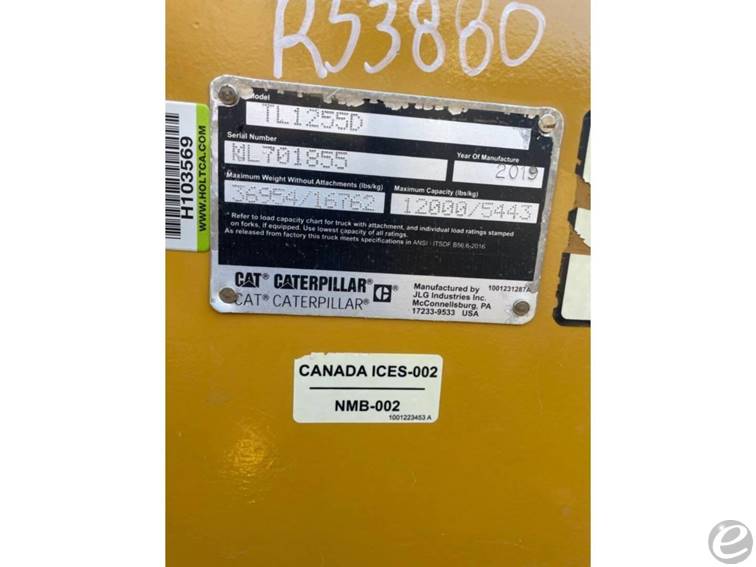 R53860
Model
TL1255D
Serial Number
Year Of Manufacture
ML701855
2019
Maximum Weight Without Attachments (lbs/kg)
Maximum Capacity (lbs/kg)
36954/16762
12000/5443
* Refer to load capacity chart for truck with attachment, and individual load ratings stamped
on forks, if equipped. Use lowest capacity of all ratings.
As released from factory this truck meets specifications in ANSI - ITSDF B56.6-2016
CAT® CATERPILLAR®
CAT® CATERPILLAR®
C®
Manufactured by
1001231287A
JLG Industries Inc.
McConnellsburg, PA
17233-9533 USA
H103569
WWW.HOLTCA.COM
CANADA ICES-002
NMB-002
1001223453 A
e